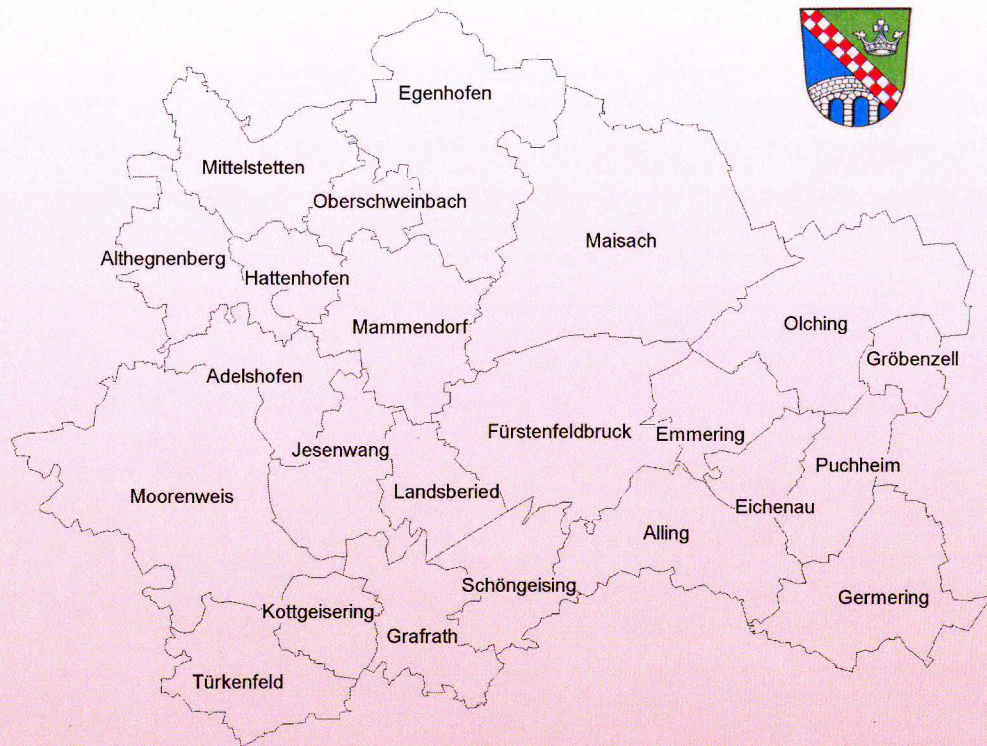 Egenhofen
Mittelstetten
Oberschweinbach
Maisach
Althegnenberg
Hattenhofen
Mammendorf
Olching
Gröbenzell
Adelshofen
Fürstenfeldbruck
Emmering
Jesenwang
Puchheim
Moorenweis
Landsberied
Eichenau
Alling
Schöngeising
Germering
Kottgeisering
Grafrath
Türkenfeld